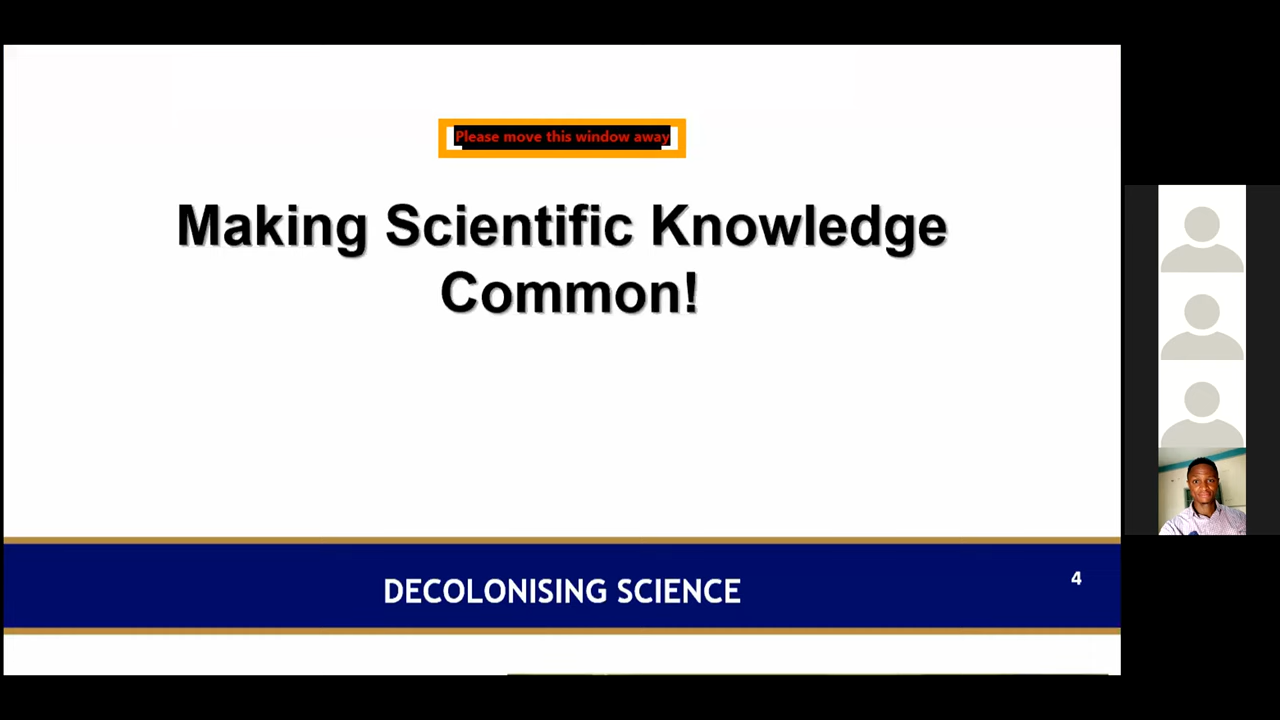 Please move this window away
Making Scientific Knowledge
Common!
DECOLONISING SCIENCE
4